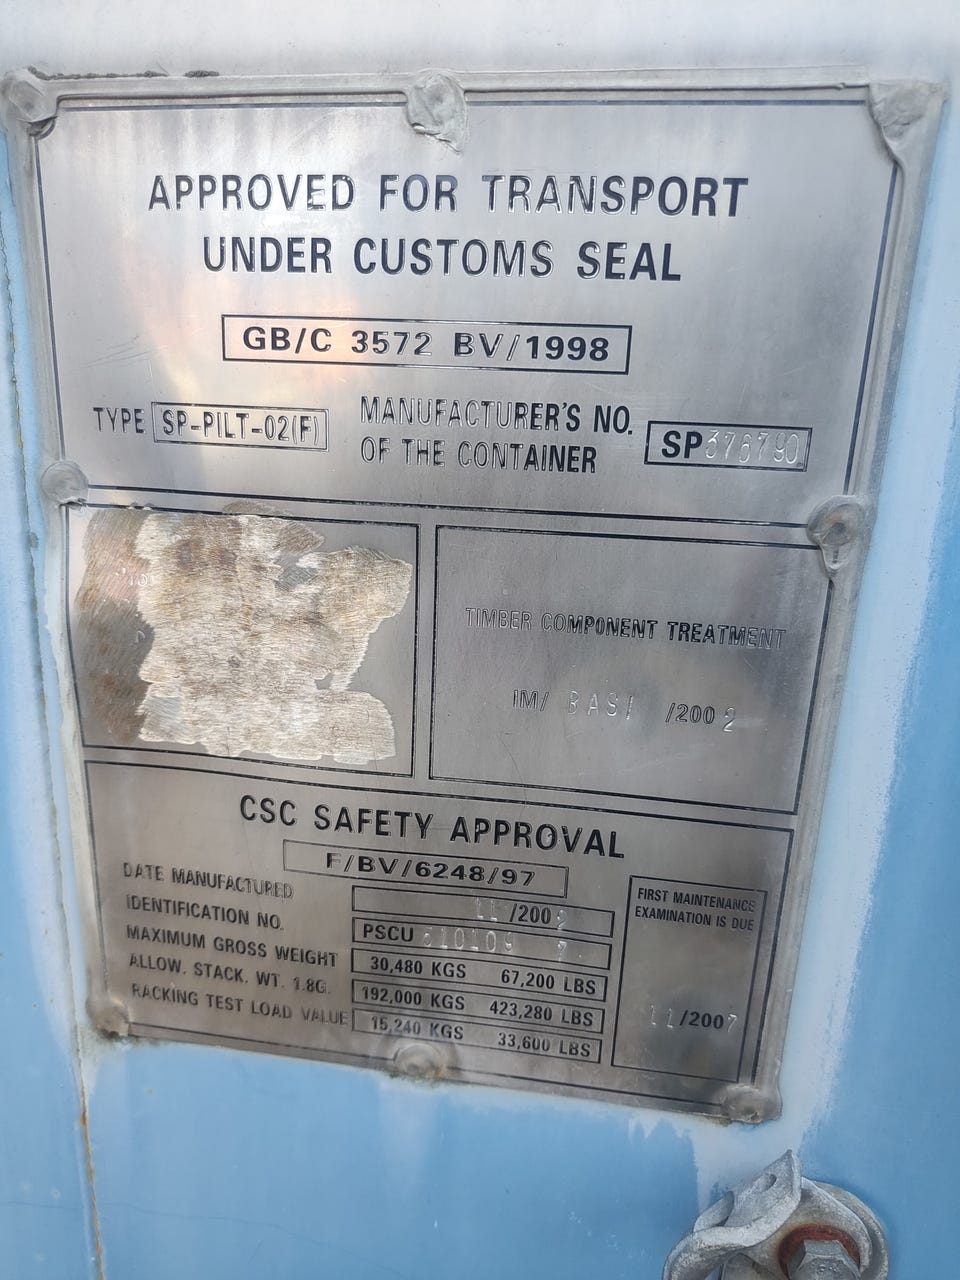 APPROVED FOR TRANSPORT
UNDER CUSTOMS SEAL
GB/C 3572 BV/1998
TYPE SP-PILT-02(F)
MANUFACTURER'S NO.
OF THE CONTAINER
SP376790
TIMBER COMPONENT TREATMENT
IM/ BASI /2002
CSC SAFETY APPROVAL
F/BV/6248/97
DATE MANUFACTURED 11/2002
IDENTIFICATION NO. PSCU
MAXIMUM GROSS WEIGHT 30,480 KGS 67,200 LBS
ALLOW. STACK. WT. 1.8G. 192,000 KGS 423,280 LBS
RACKING TEST LOAD VALUE 15,240 KGS 33,600 LBS
FIRST MAINTENANCE
EXAMINATION IS DUE
11/2007